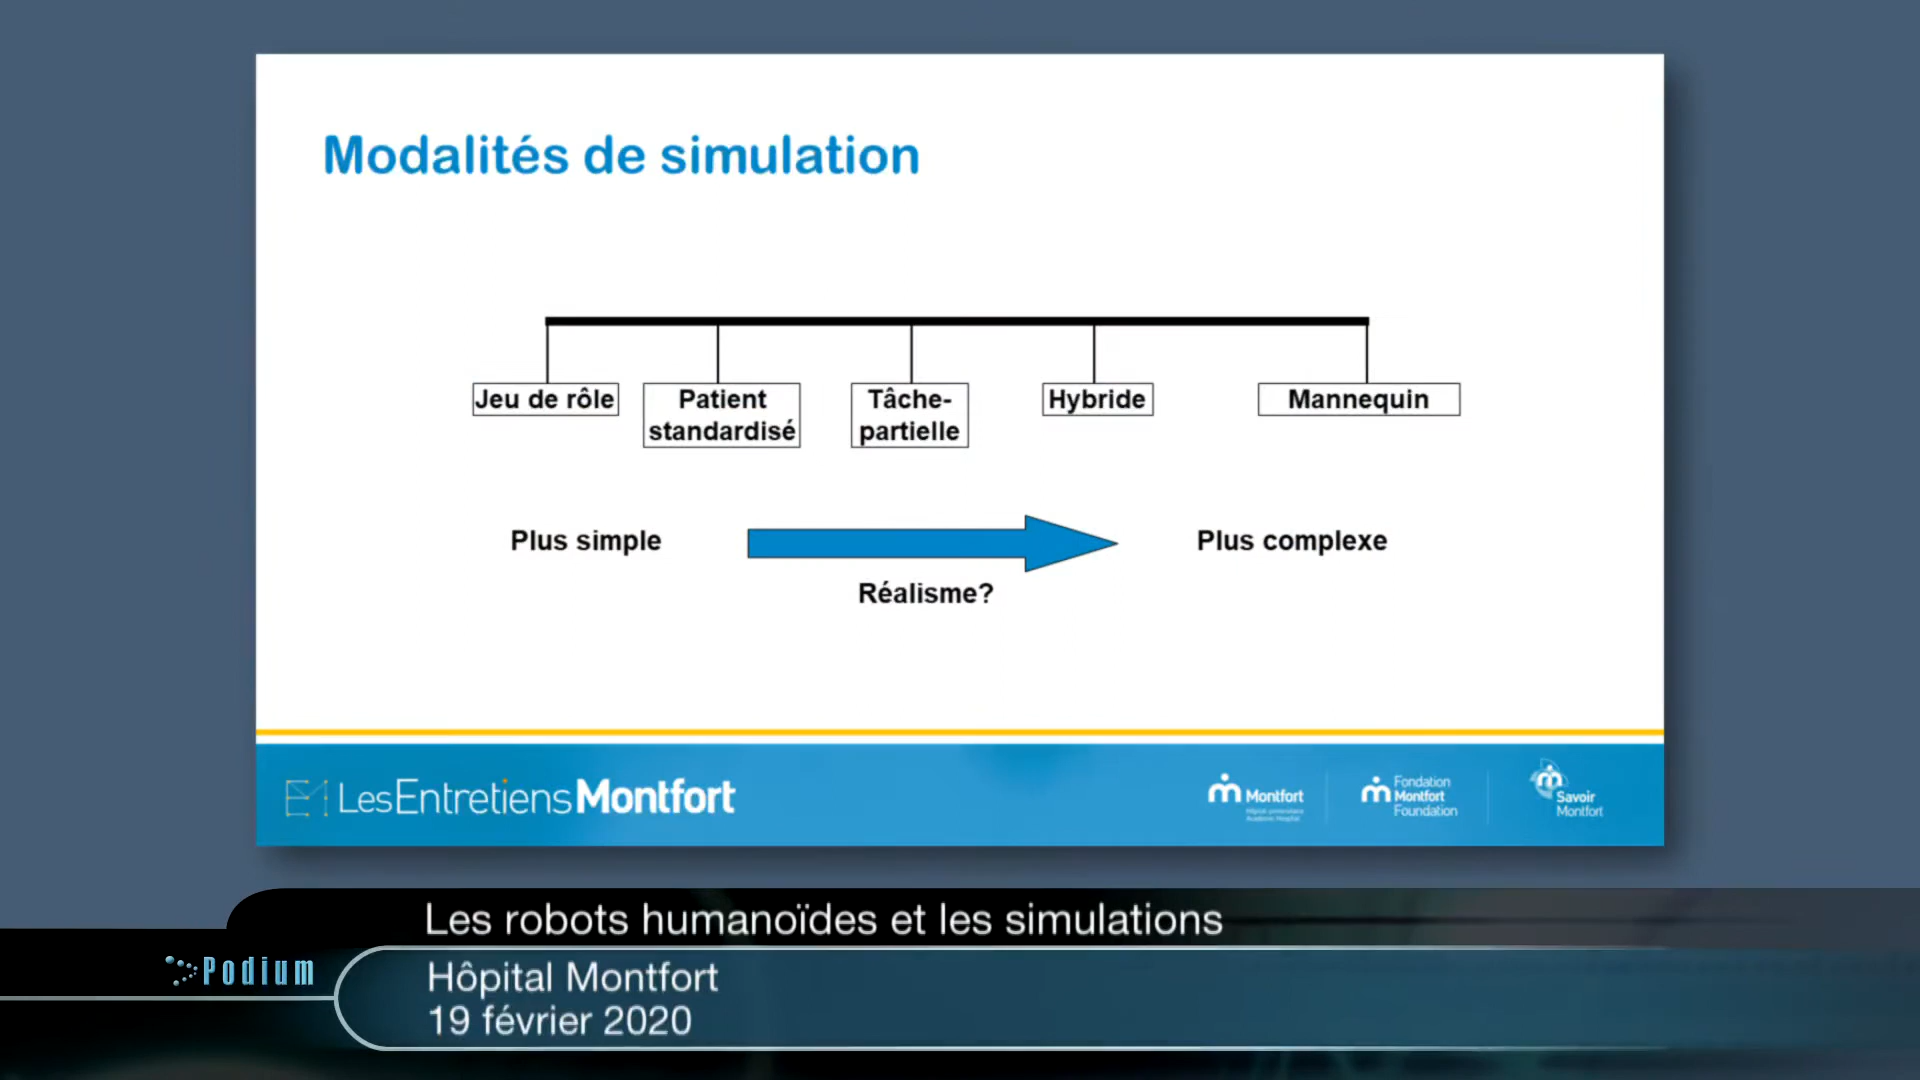 Modalités de simulation
Jeu de rôle
Patient
standardisé
Tâche-
partielle
Hybride
Mannequin
Plus simple
Plus complexe
Réalisme?
LesEntretiensMontfort
Montfort
Hôpital universitaire
Academic Hospital
Fondation
Montfort
Foundation
Savoir
Montfort
Les robots humanoïdes et les simulations
Podium
Hôpital Montfort
19 février 2020